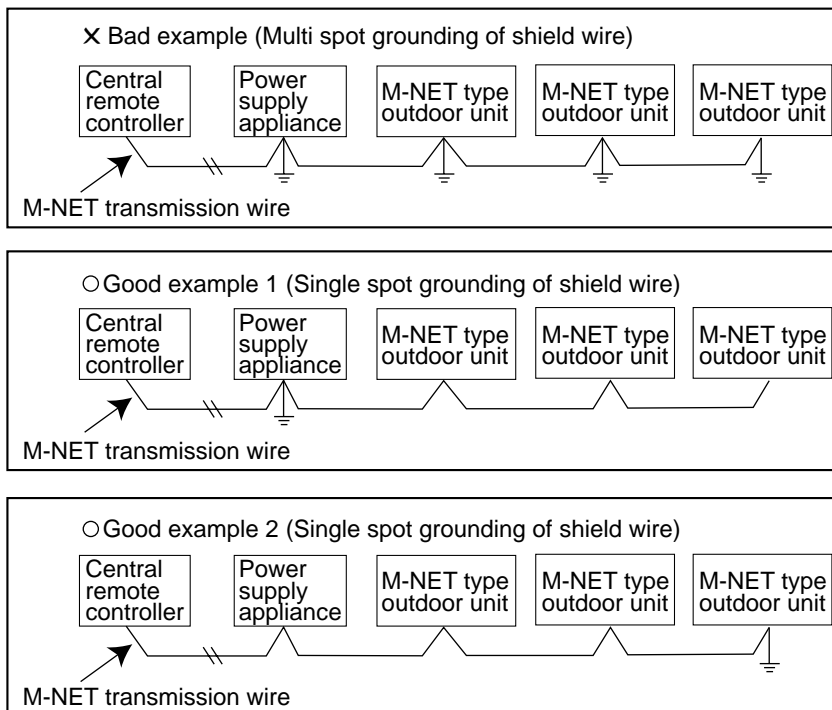 × Bad example (Multi spot grounding of shield wire)
Central
remote
controller
Power
supply
appliance
M-NET type
outdoor unit
M-NET type
outdoor unit
M-NET type
outdoor unit
M-NET transmission wire
○ Good example 1 (Single spot grounding of shield wire)
Central
remote
controller
Power
supply
appliance
M-NET type
outdoor unit
M-NET type
outdoor unit
M-NET type
outdoor unit
M-NET transmission wire
○ Good example 2 (Single spot grounding of shield wire)
Central
remote
controller
Power
supply
appliance
M-NET type
outdoor unit
M-NET type
outdoor unit
M-NET type
outdoor unit
M-NET transmission wire